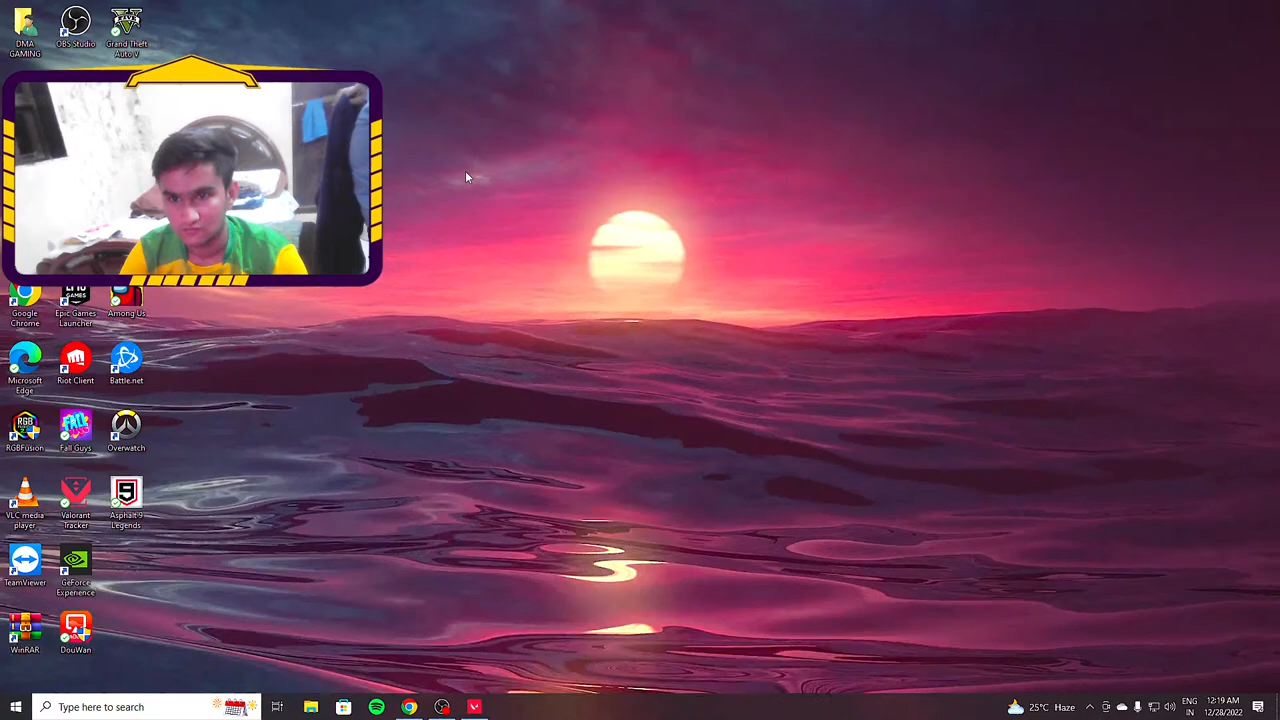 DMA
GAMING
OBS Studio
Grand Theft
Auto V
Google
Chrome
Epic Games
Launcher
Among Us
Microsoft
Edge
Riot Client
Battle.net
RGBFusion
Fall Guys
Overwatch
VLC media
player
Valorant
Tracker
Asphalt 9
Legends
TeamViewer
GeForce
Experience
WinRAR
DouWan
Type here to search
25°C Haze
ENG
IN
12:19 AM
12/28/2022